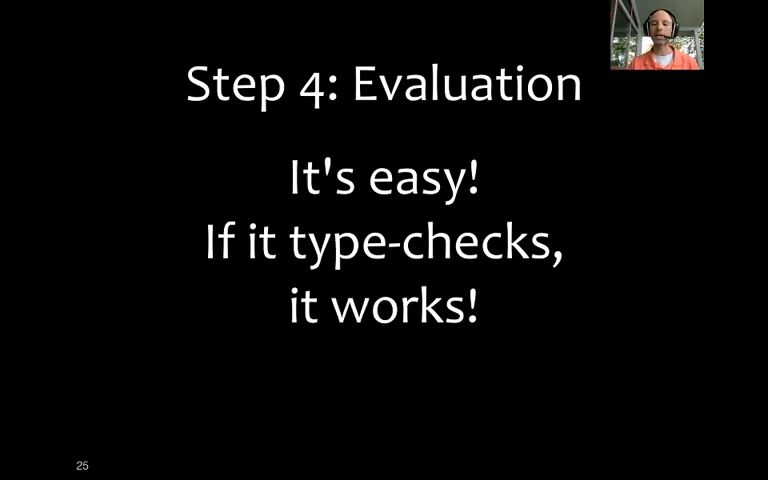 Step 4: Evaluation
It's easy!
If it type-checks,
it works!
25